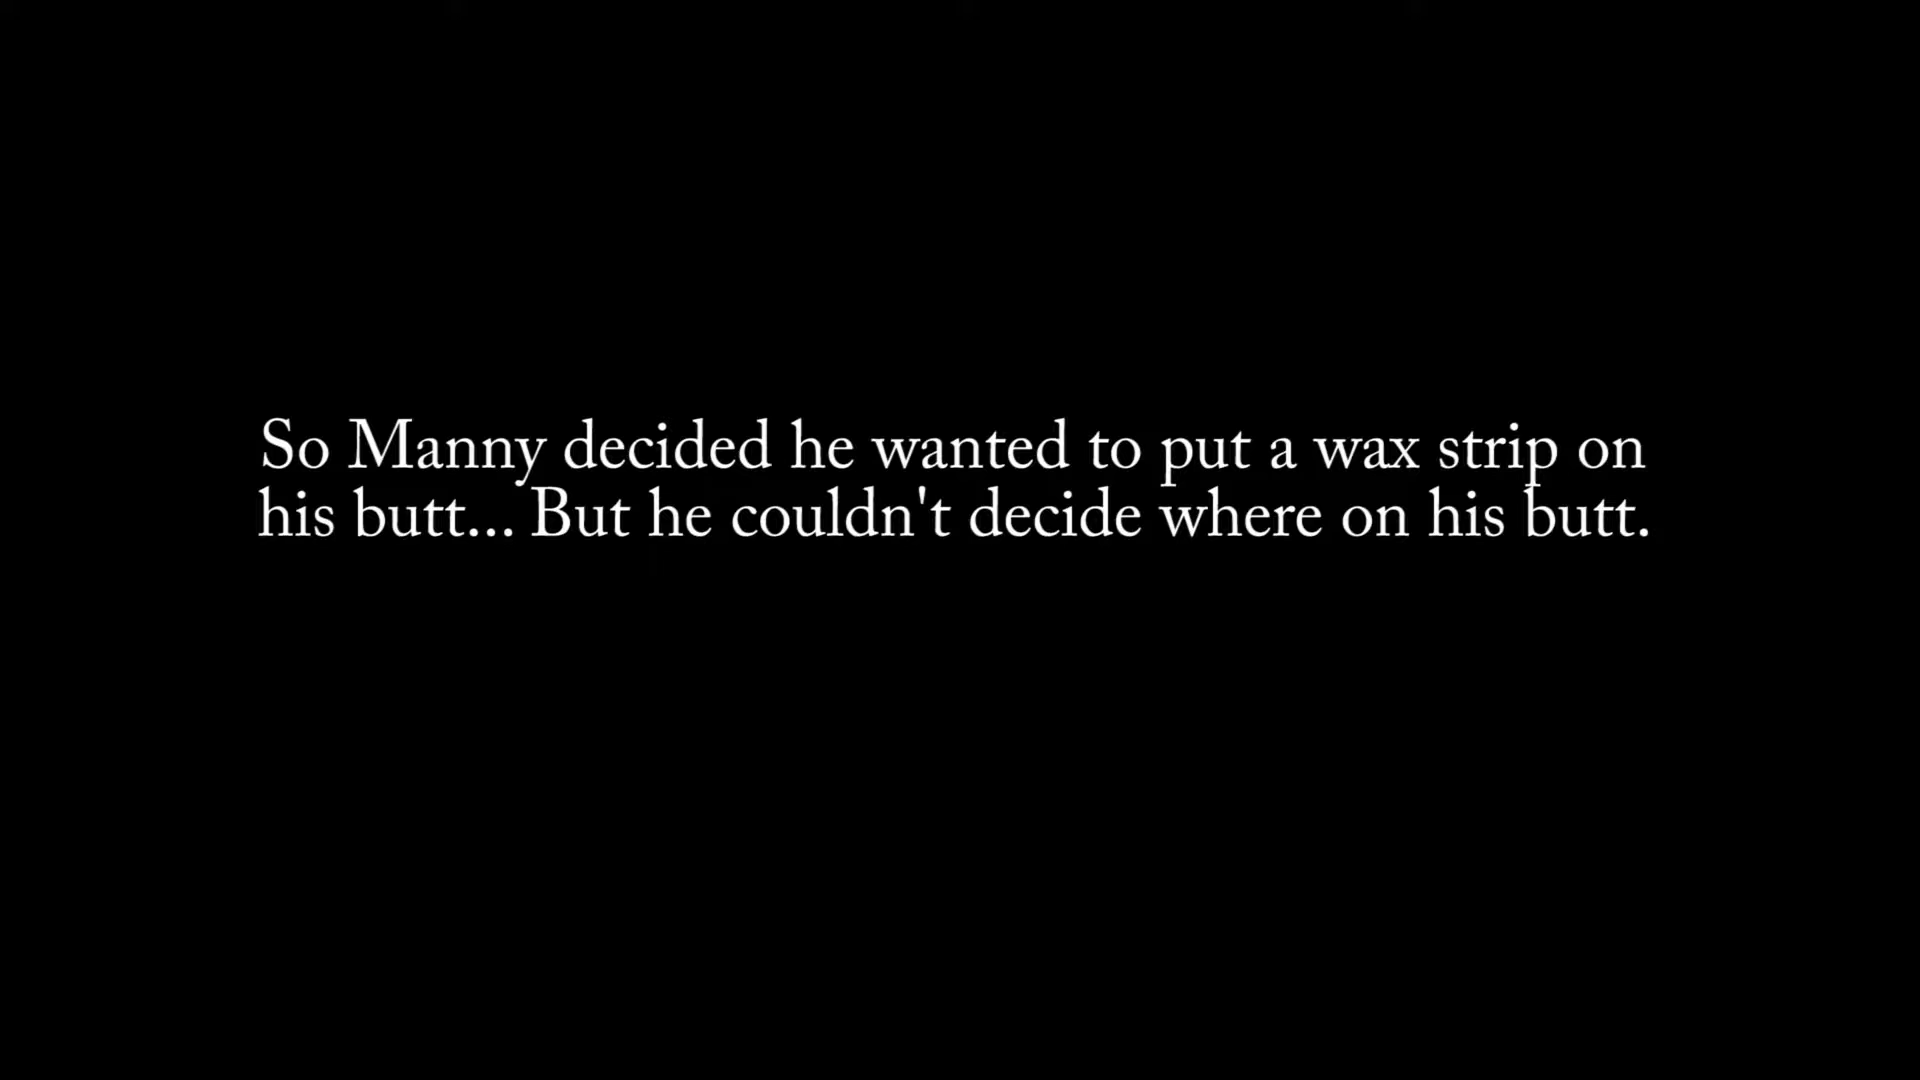 So Manny decided he wanted to put a wax strip on
his butt... But he couldn't decide where on his butt.